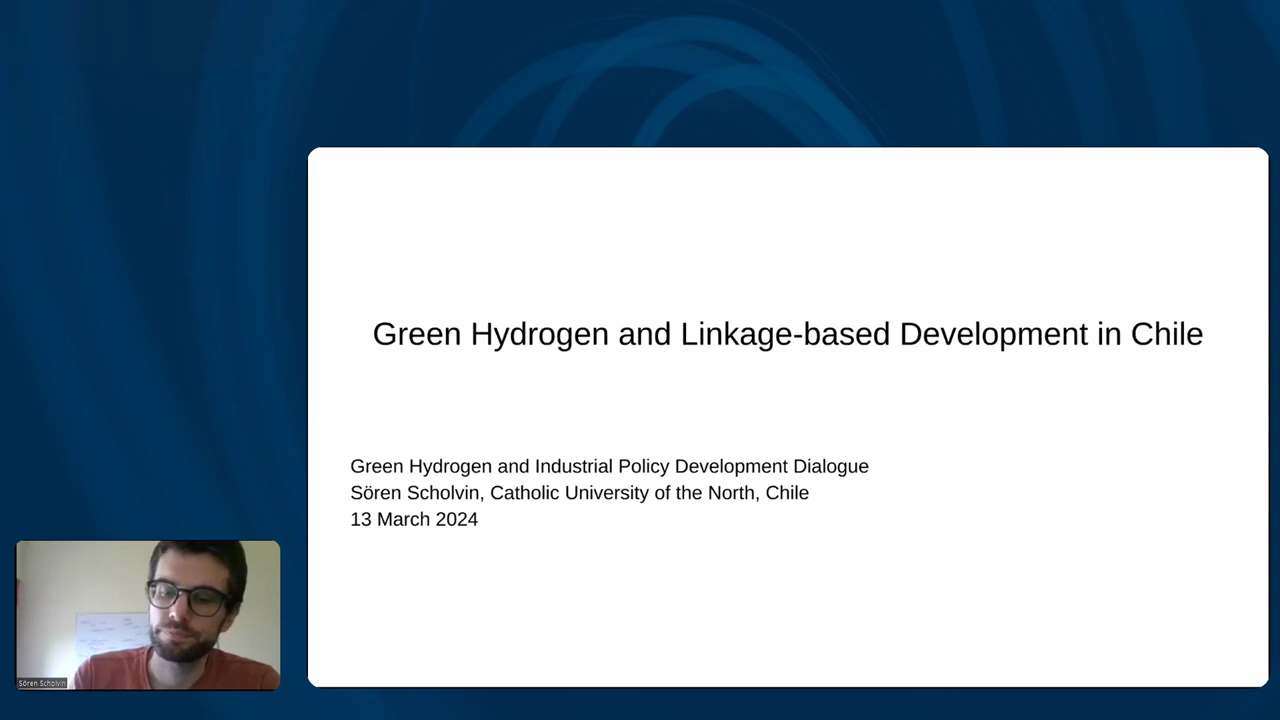 Green Hydrogen and Linkage-based Development in Chile
Green Hydrogen and Industrial Policy Development Dialogue
Sören Scholvin, Catholic University of the North, Chile
13 March 2024
Sören Scholvin